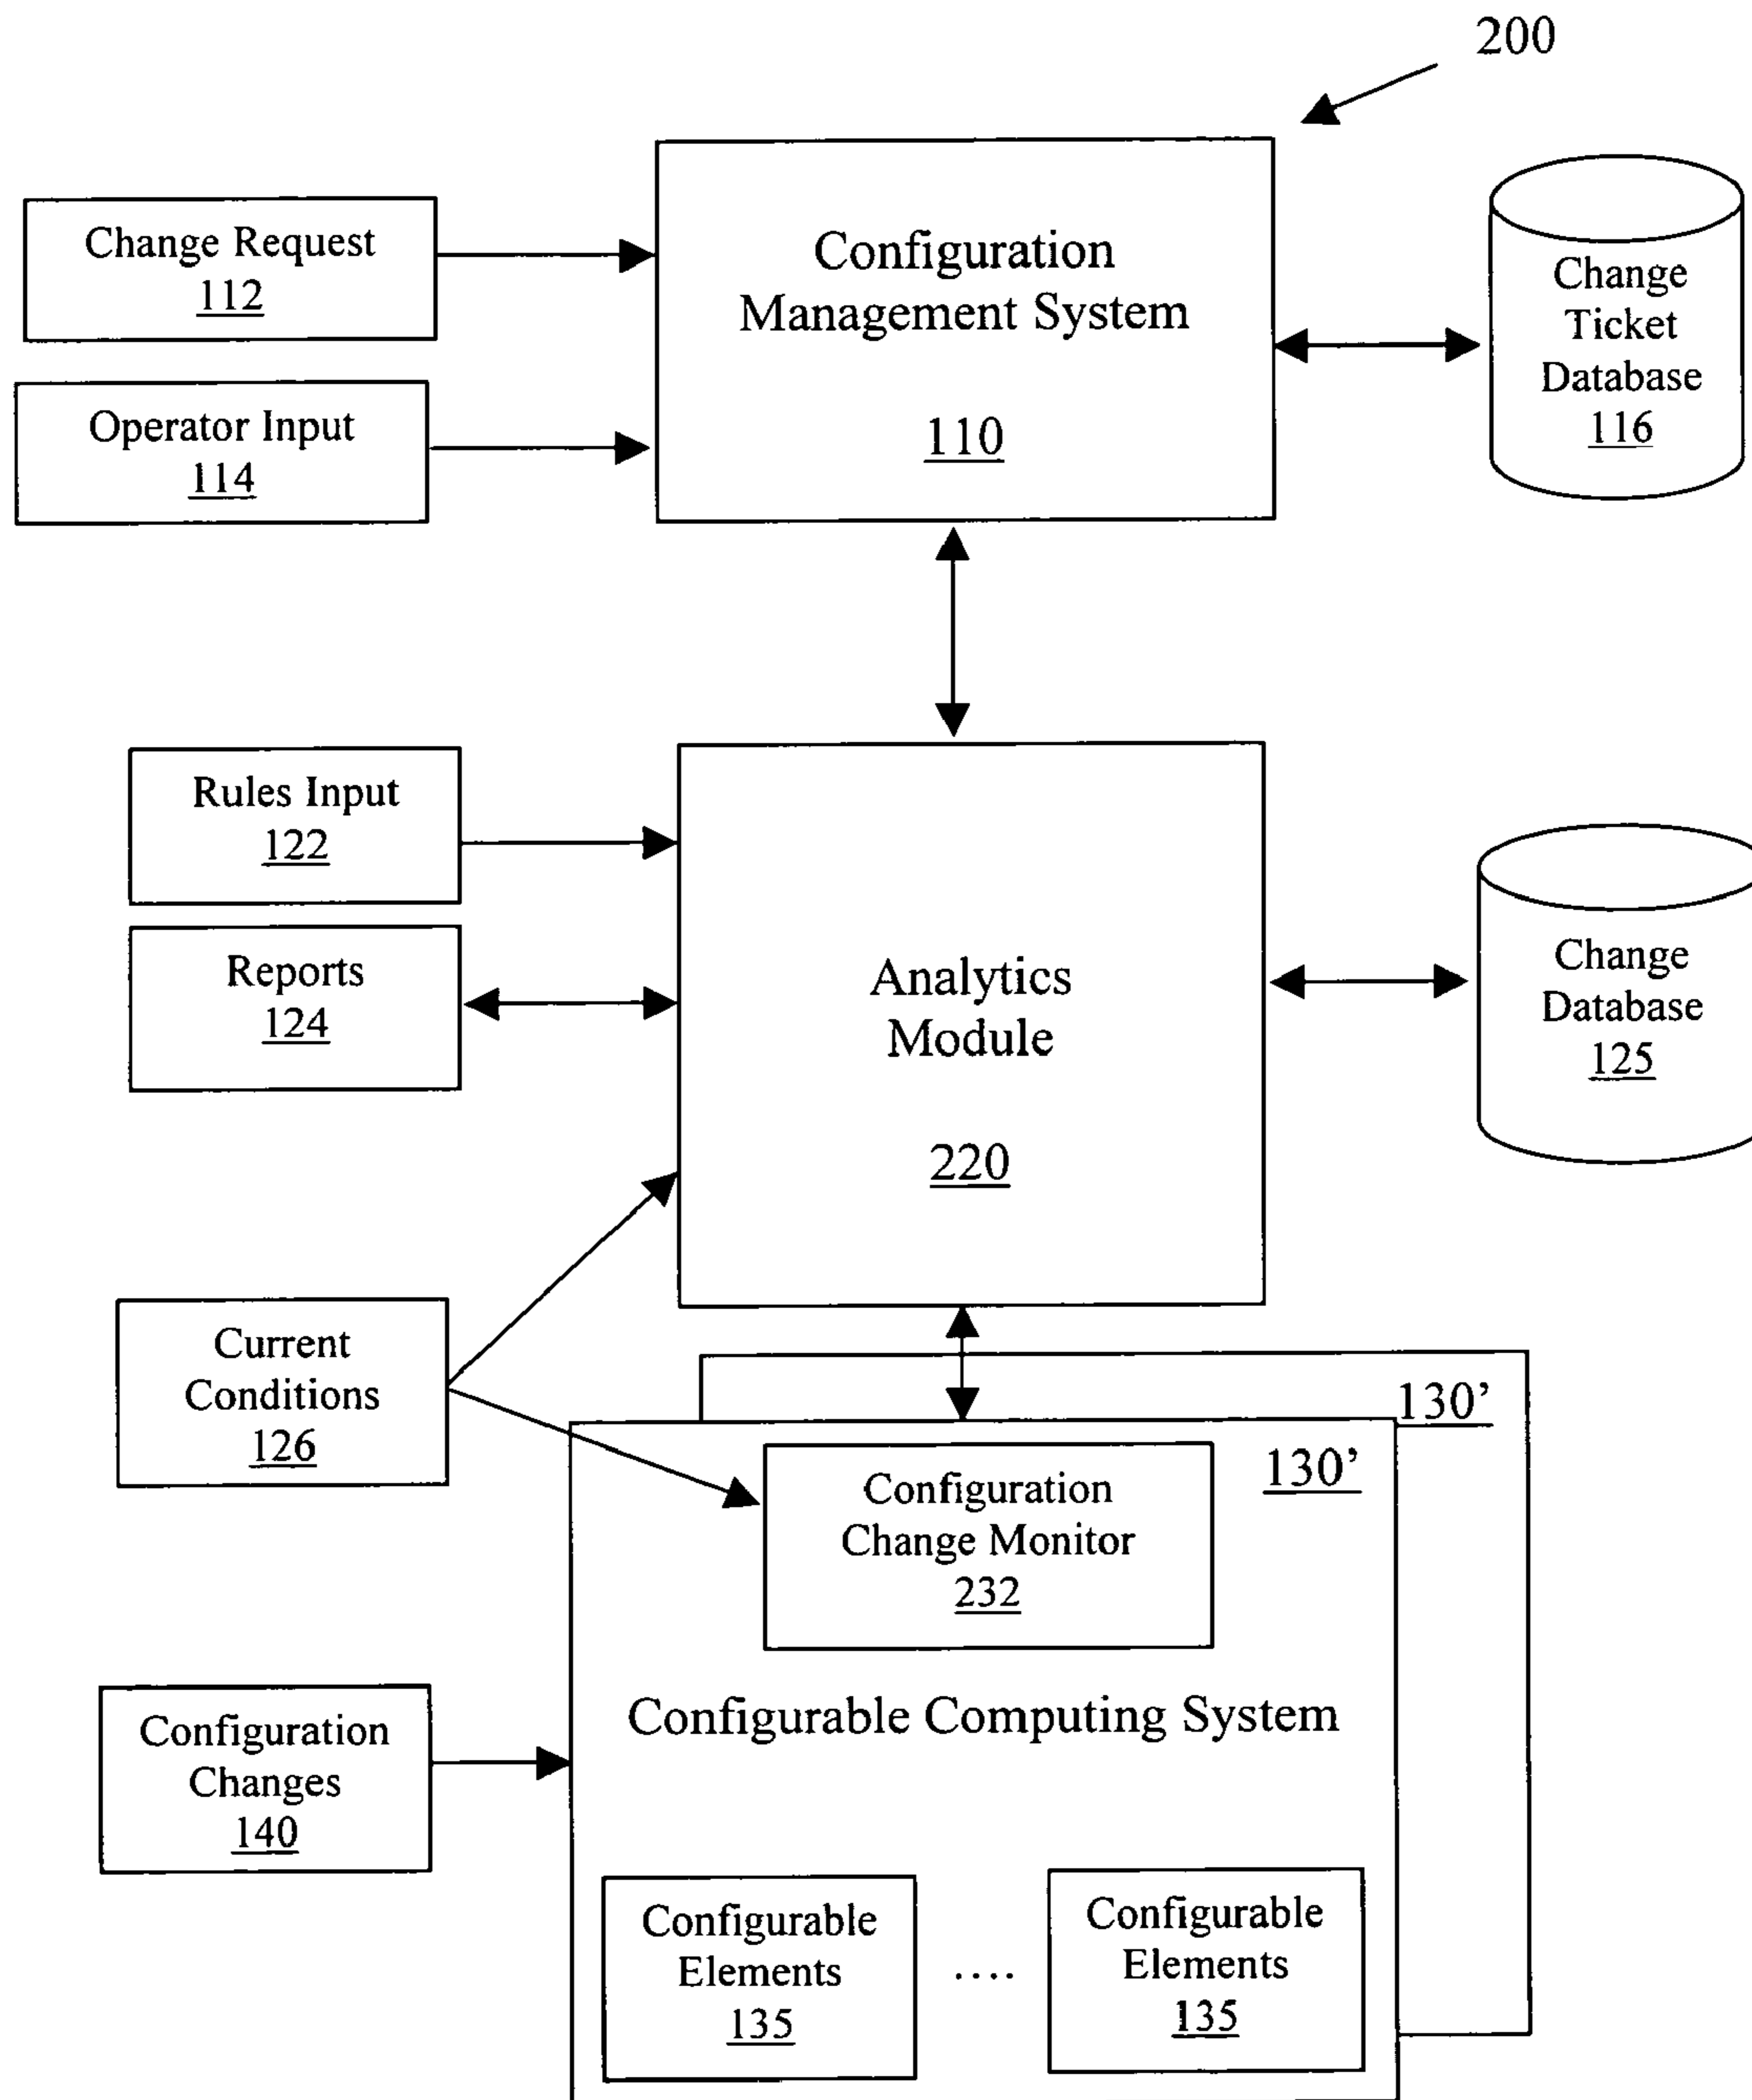 200
Change Request
112
Configuration
Management System
110
Change
Ticket
Database
116
Operator Input
114
Rules Input
122
Reports
124
Analytics
Module
220
Change
Database
125
Current
Conditions
126
130’
130’
Configuration
Change Monitor
232
Configurable Computing System
Configuration
Changes
140
Configurable
Elements
135
....
Configurable
Elements
135